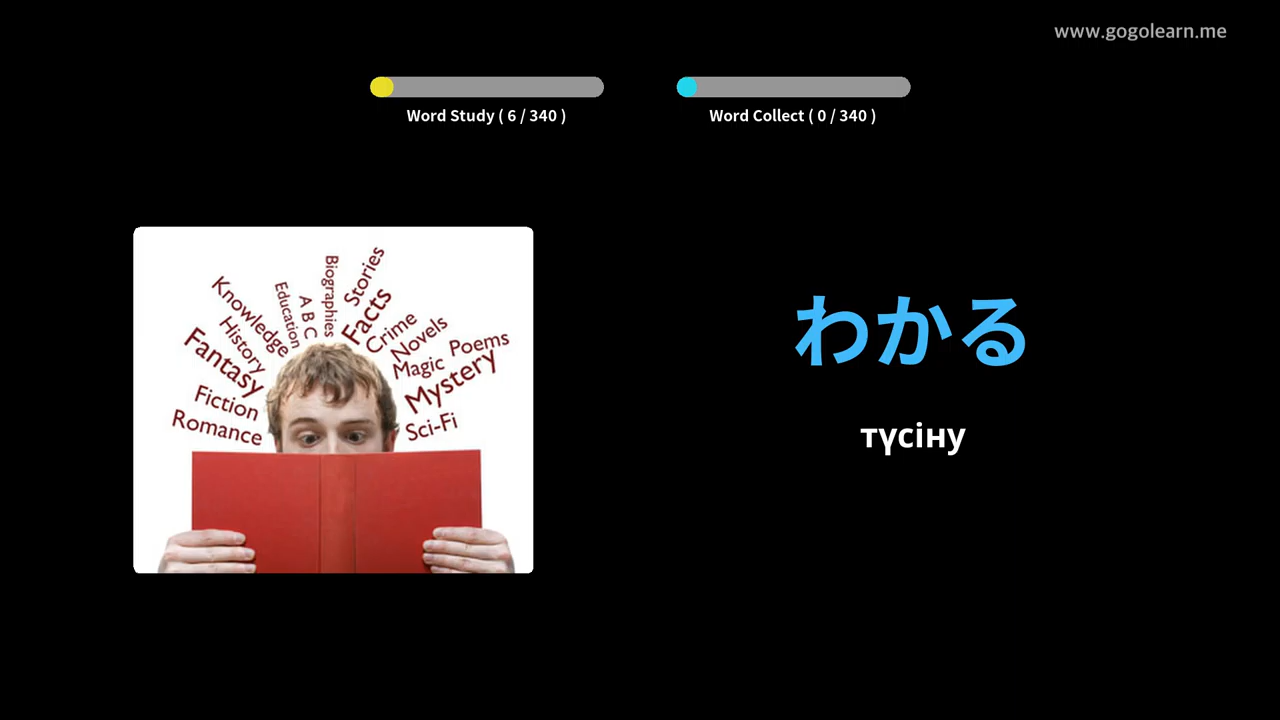 www.gogolearn.me
Word Study ( 6 / 340 )
Word Collect ( 0 / 340 )
Biographies
Stories
Education
A B C
Facts
Knowledge
Crime
History
Novels
Fantasy
Magic
Poems
Mystery
Fiction
Romance
Sci-Fi
わかる
түсіну